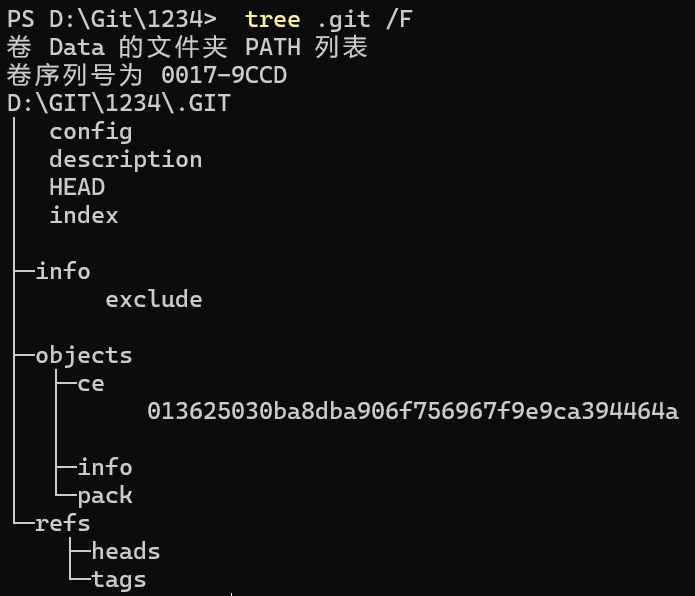 PS D:\Git\1234>  tree .git /F
卷 Data 的文件夹 PATH 列表
卷序列号为 0017-9CCD
D:\GIT\1234\.GIT
│  config
│  description
│  HEAD
│  index
│
├─info
│      exclude
│
├─objects
│  ├─ce
│  │      013625030ba8dba906f756967f9e9ca394464a
│  │
│  ├─info
│  └─pack
└─refs
    ├─heads
    └─tags